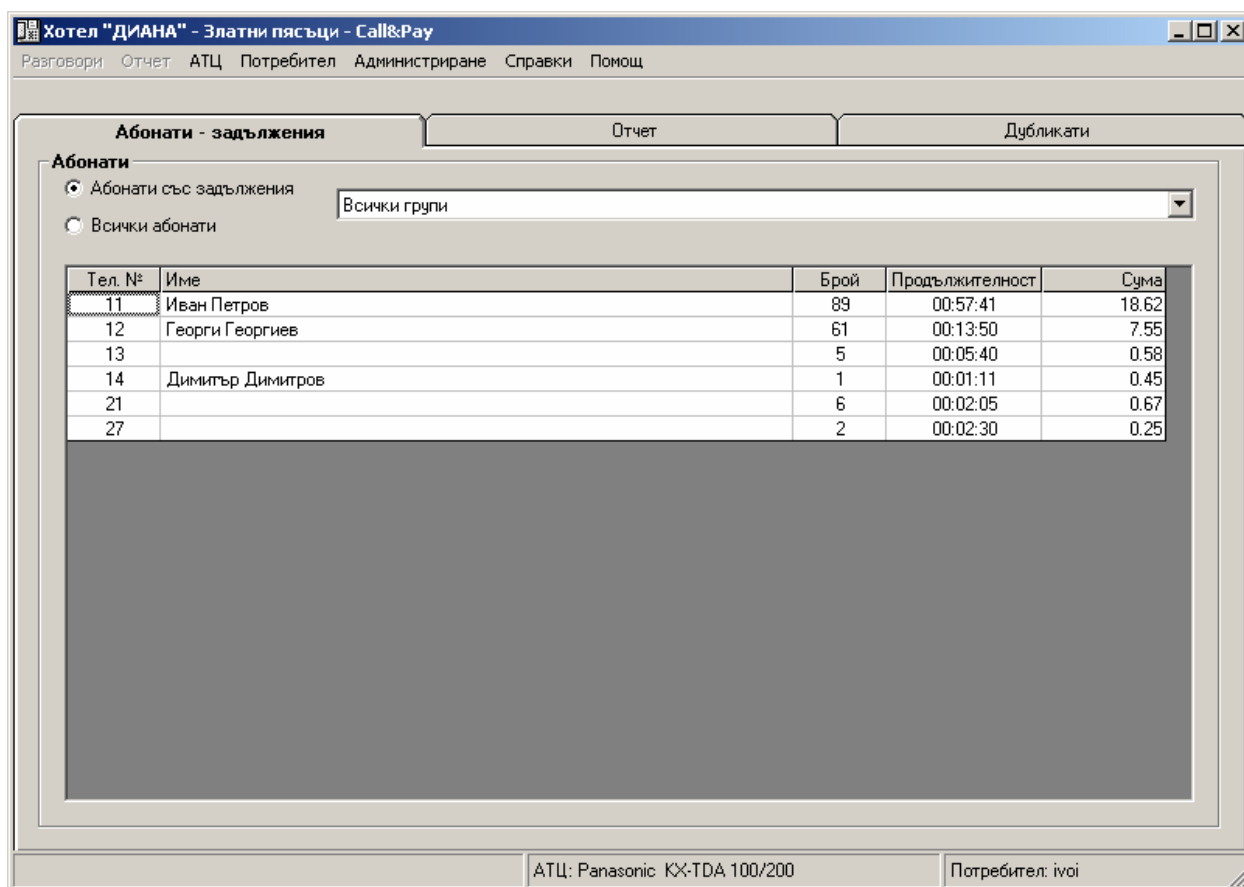 Хотел "ДИАНА" - Златни пясъци - Call&Pay
Разговори Отчет АТЦ Потребител Администриране Справки Помощ
Абонати - задължения Отчет Дубликати
Абонати
Абонати със задължения
Всички групи
Всички абонати
Тел. № Име Брой Продължителност Сума
11 Иван Петров 89 00:57:41 18.62
12 Георги Георгиев 61 00:13:50 7.55
13 5 00:05:40 0.58
14 Димитър Димитров 1 00:01:11 0.45
21 6 00:02:05 0.67
27 2 00:02:30 0.25
АТЦ: Panasonic KX-TDA 100/200 Потребител: ivoi